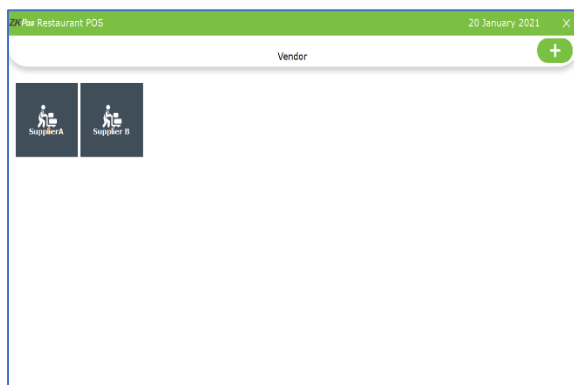 ZKPos Restaurant POS 20 January 2021 X
Vendor
+
SupplierA Supplier B